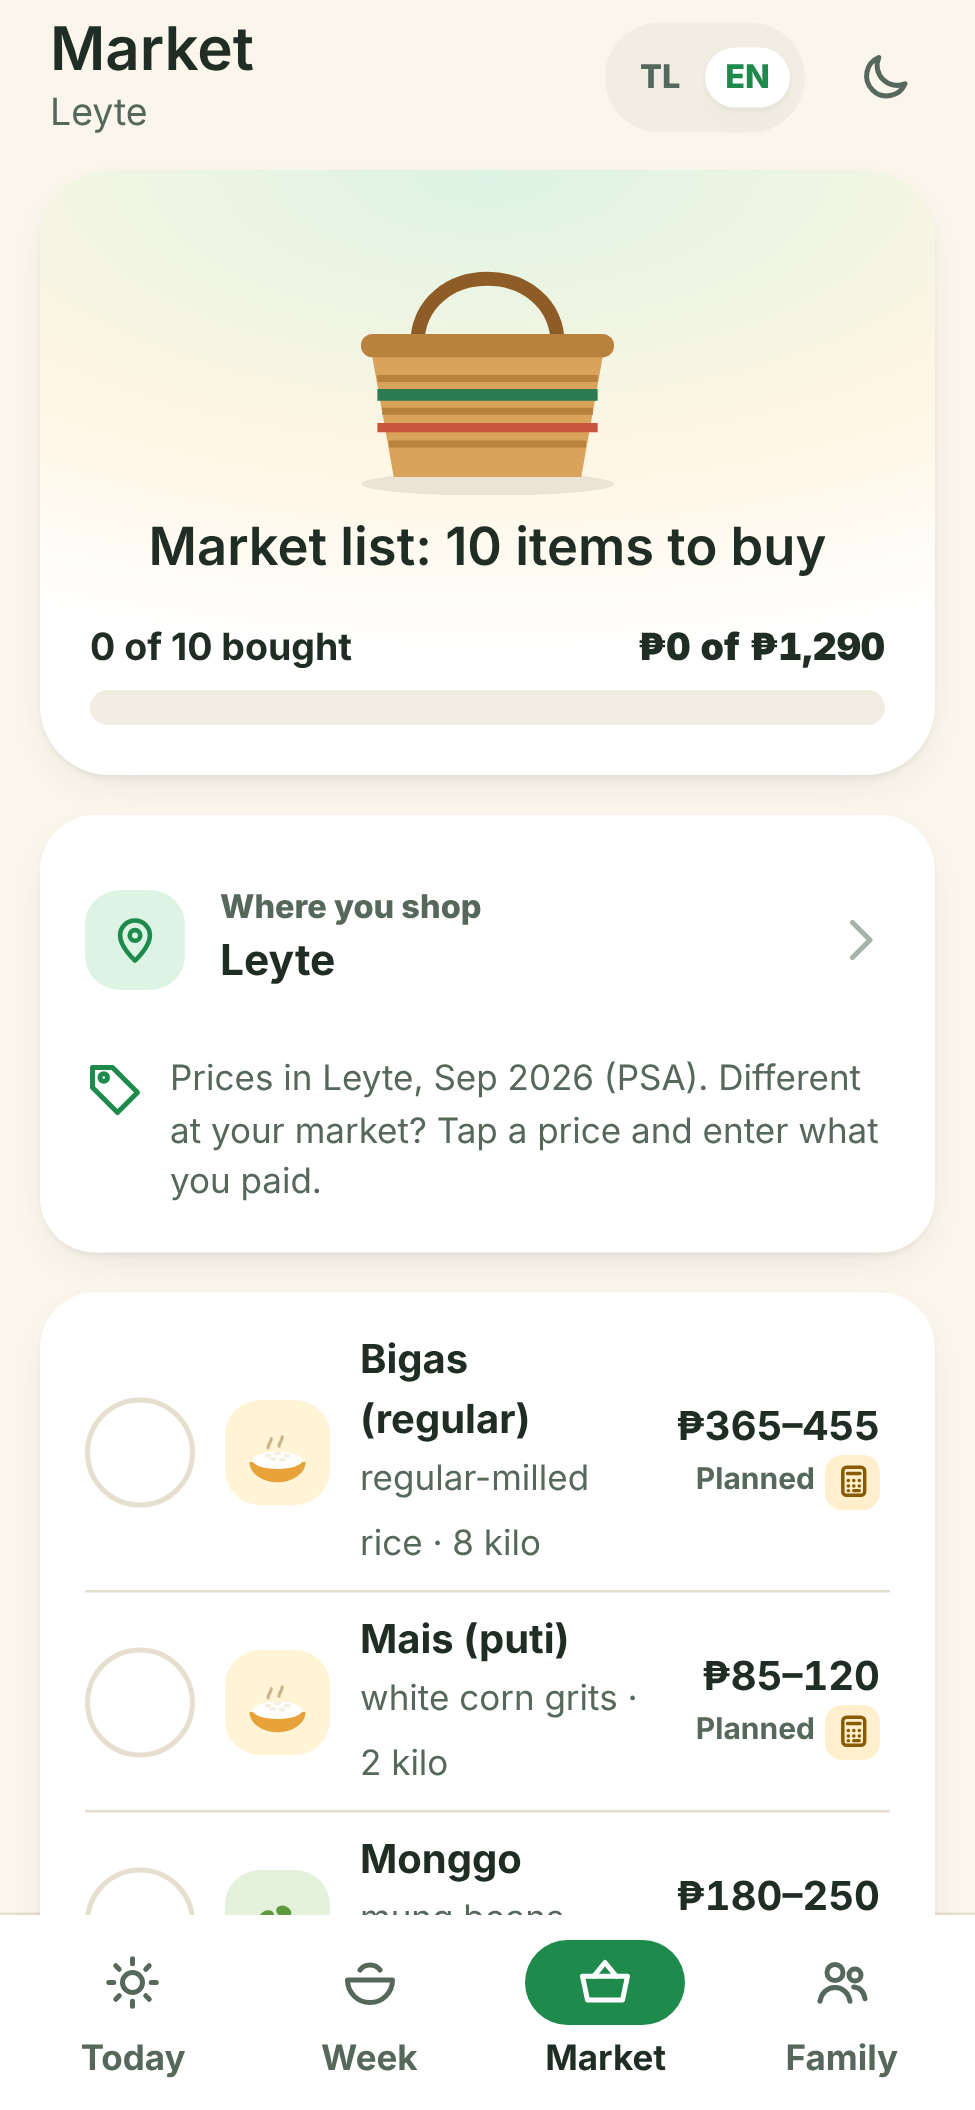 Market
Leyte
TL EN
Market list: 10 items to buy
0 of 10 bought ₱0 of ₱1,290
Where you shop
Leyte
Prices in Leyte, Sep 2026 (PSA). Different
at your market? Tap a price and enter what
you paid.
Bigas
(regular)
regular-milled
rice · 8 kilo
₱365–455
Planned
Mais (puti)
white corn grits ·
2 kilo
₱85–120
Planned
Monggo
mung beans
₱180–250
Today Week Market Family